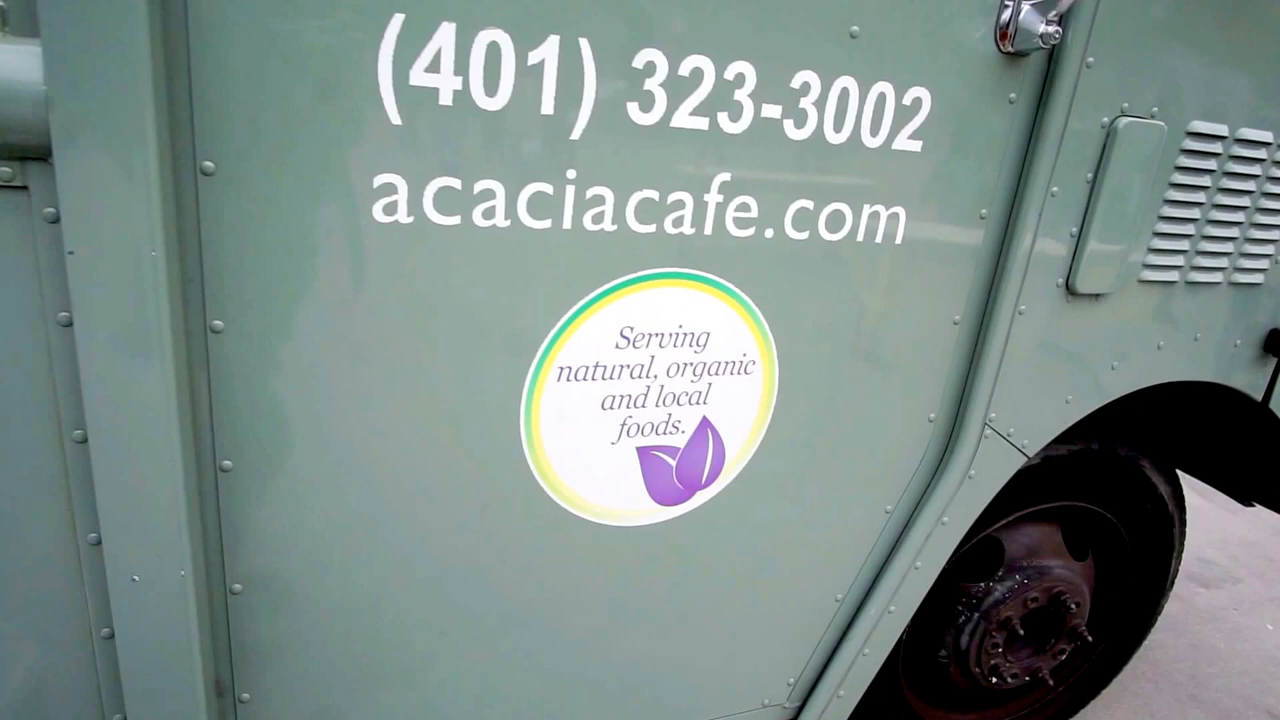 (401) 323-3002
acaciacafe.com
Serving
natural, organic
and local
foods.